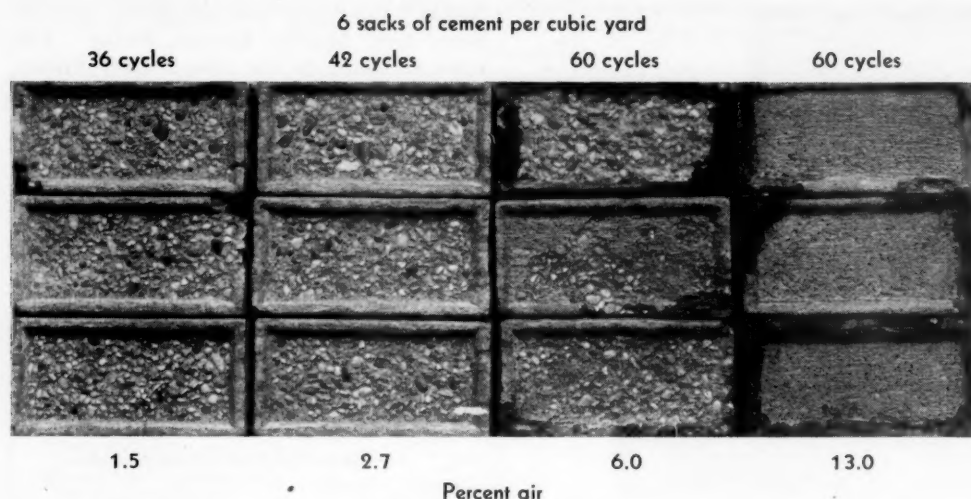 6 sacks of cement per cubic yard
36 cycles 42 cycles 60 cycles 60 cycles
1.5 2.7 6.0 13.0
Percent air